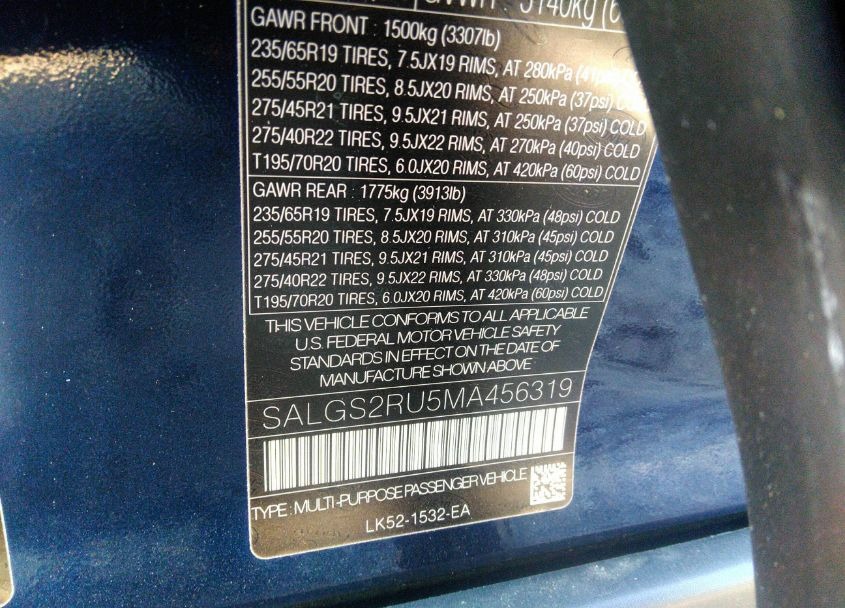 GVWR : 3140kg (6
GAWR FRONT : 1500kg (3307lb)
235/65R19 TIRES, 7.5JX19 RIMS, AT 280kPa (41psi) COLD
255/55R20 TIRES, 8.5JX20 RIMS, AT 250kPa (37psi) COLD
275/45R21 TIRES, 9.5JX21 RIMS, AT 250kPa (37psi) COLD
275/40R22 TIRES, 9.5JX22 RIMS, AT 270kPa (40psi) COLD
T195/70R20 TIRES, 6.0JX20 RIMS, AT 420kPa (60psi) COLD
GAWR REAR : 1775kg (3913lb)
235/65R19 TIRES, 7.5JX19 RIMS, AT 330kPa (48psi) COLD
255/55R20 TIRES, 8.5JX20 RIMS, AT 310kPa (45psi) COLD
275/45R21 TIRES, 9.5JX21 RIMS, AT 310kPa (45psi) COLD
275/40R22 TIRES, 9.5JX22 RIMS, AT 330kPa (48psi) COLD
T195/70R20 TIRES, 6.0JX20 RIMS, AT 420kPa (60psi) COLD
THIS VEHICLE CONFORMS TO ALL APPLICABLE
U.S. FEDERAL MOTOR VEHICLE SAFETY
STANDARDS IN EFFECT ON THE DATE OF
MANUFACTURE SHOWN ABOVE
SALGS2RU5MA456319
TYPE : MULTI-PURPOSE PASSENGER VEHICLE
LK52-1532-EA